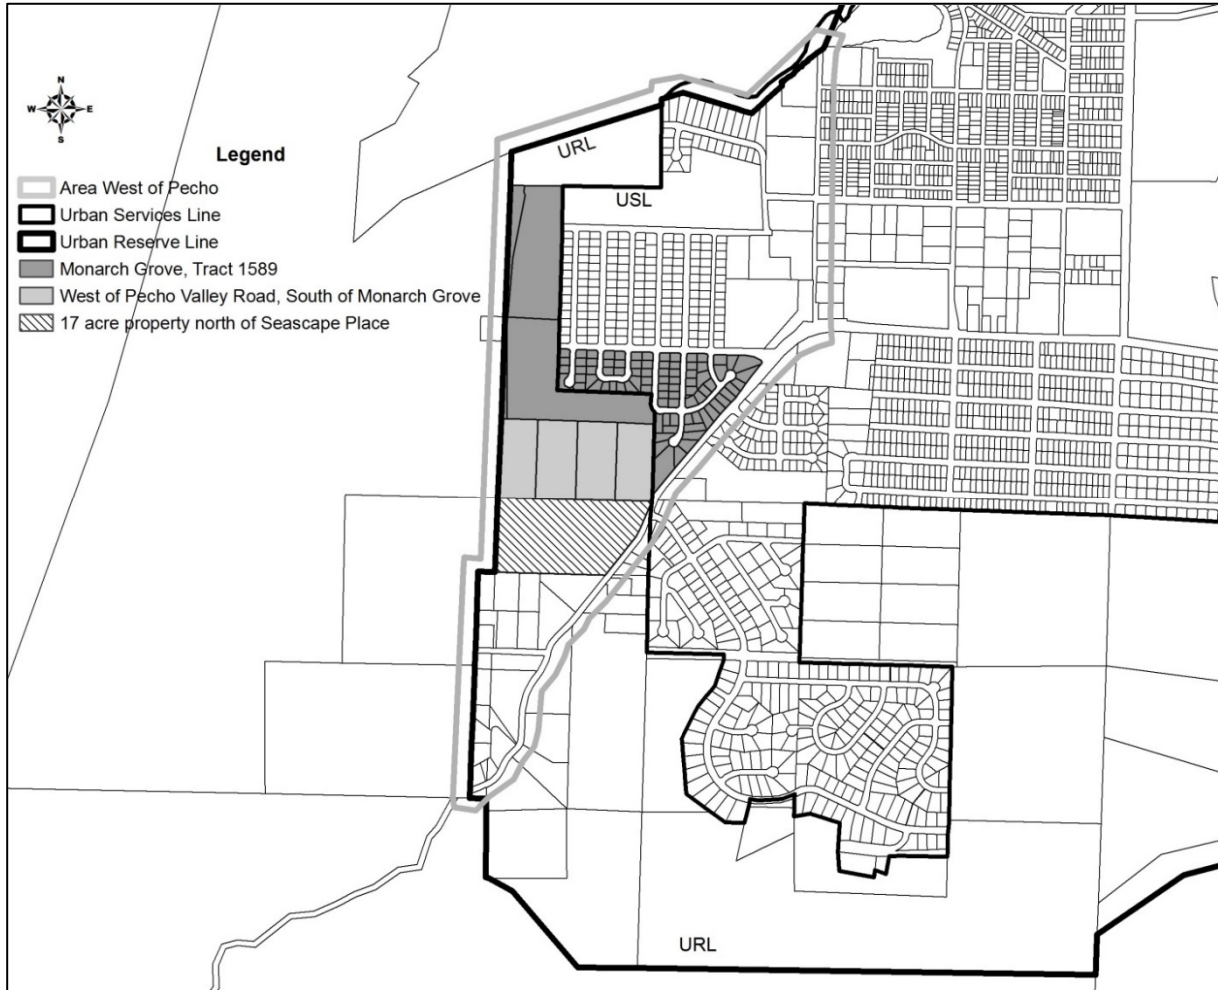 N
W E
S
Legend
Area West of Pecho
Urban Services Line
Urban Reserve Line
Monarch Grove, Tract 1589
West of Pecho Valley Road, South of Monarch Grove
17 acre property north of Seascape Place
URL
USL
URL